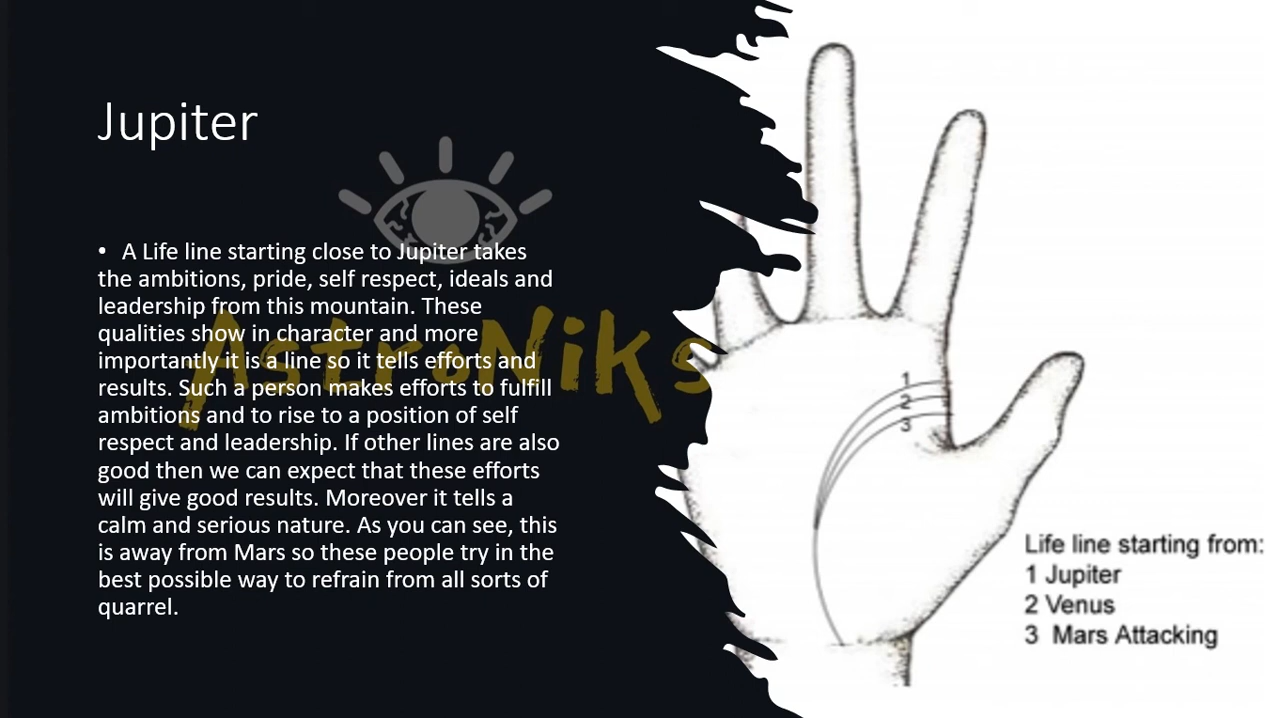 Jupiter
• A Life line starting close to Jupiter takes
the ambitions, pride, self respect, ideals and
leadership from this mountain. These
qualities show in character and more
importantly it is a line so it tells efforts and
results. Such a person makes efforts to fulfill
ambitions and to rise to a position of self
respect and leadership. If other lines are also
good then we can expect that these efforts
will give good results. Moreover it tells a
calm and serious nature. As you can see, this
is away from Mars so these people try in the
best possible way to refrain from all sorts of
quarrel.
AstroNiks
1
2
3
Life line starting from:
1 Jupiter
2 Venus
3 Mars Attacking